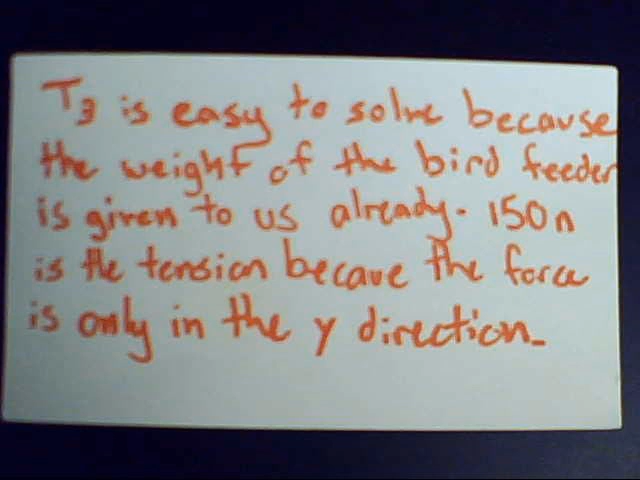 T3 is easy to solve because
the weight of the bird feeder
is given to us already. 150n
is the tension becaue the force
is only in the y direction.